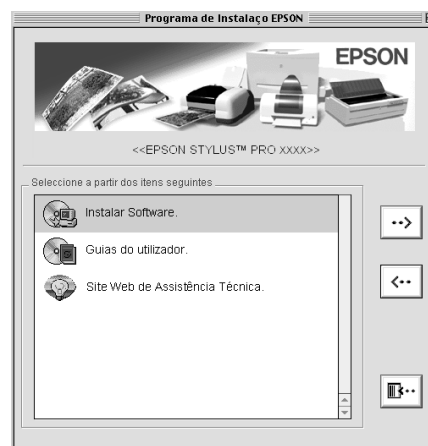 Programa de Instalaço EPSON
EPSON
<<EPSON STYLUS™ PRO XXXX>>
Seleccione a partir dos itens seguintes
Instalar Software.
Guias do utilizador.
Site Web de Assistência Técnica.